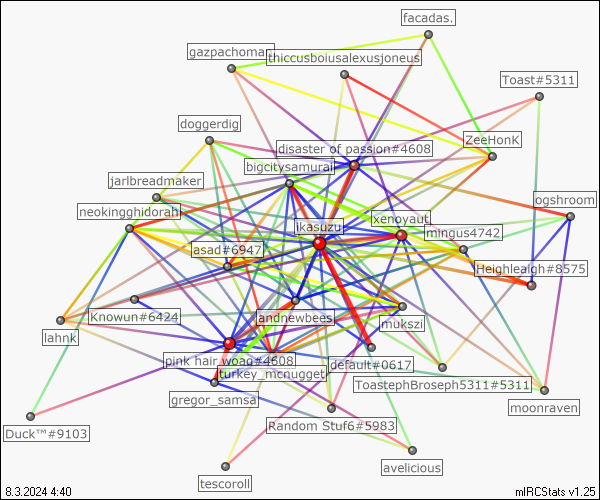 facadas.
gazpachoma
thiccusboiusalexusjoneus
Toast#5311
doggerdig
ZeeHonK
disaster of passion#4608
bigcitysamurai
jarlbreadmaker
ogshroom
neokingghidorah
ikasuzu
xenoyaut
mingus4742
asad#6947
Heighleaigh#8575
Knowun#6424
andnewbees
mukszi
lahnk
pink hair woag#4608
default#0617
turkey_mcnugget
ToastephBroseph5311#5311
gregor_samsa
moonraven
Random Stuf6#5983
Duck™#9103
avelicious
tescoroll
8.3.2024 4:40
mIRCStats v1.25